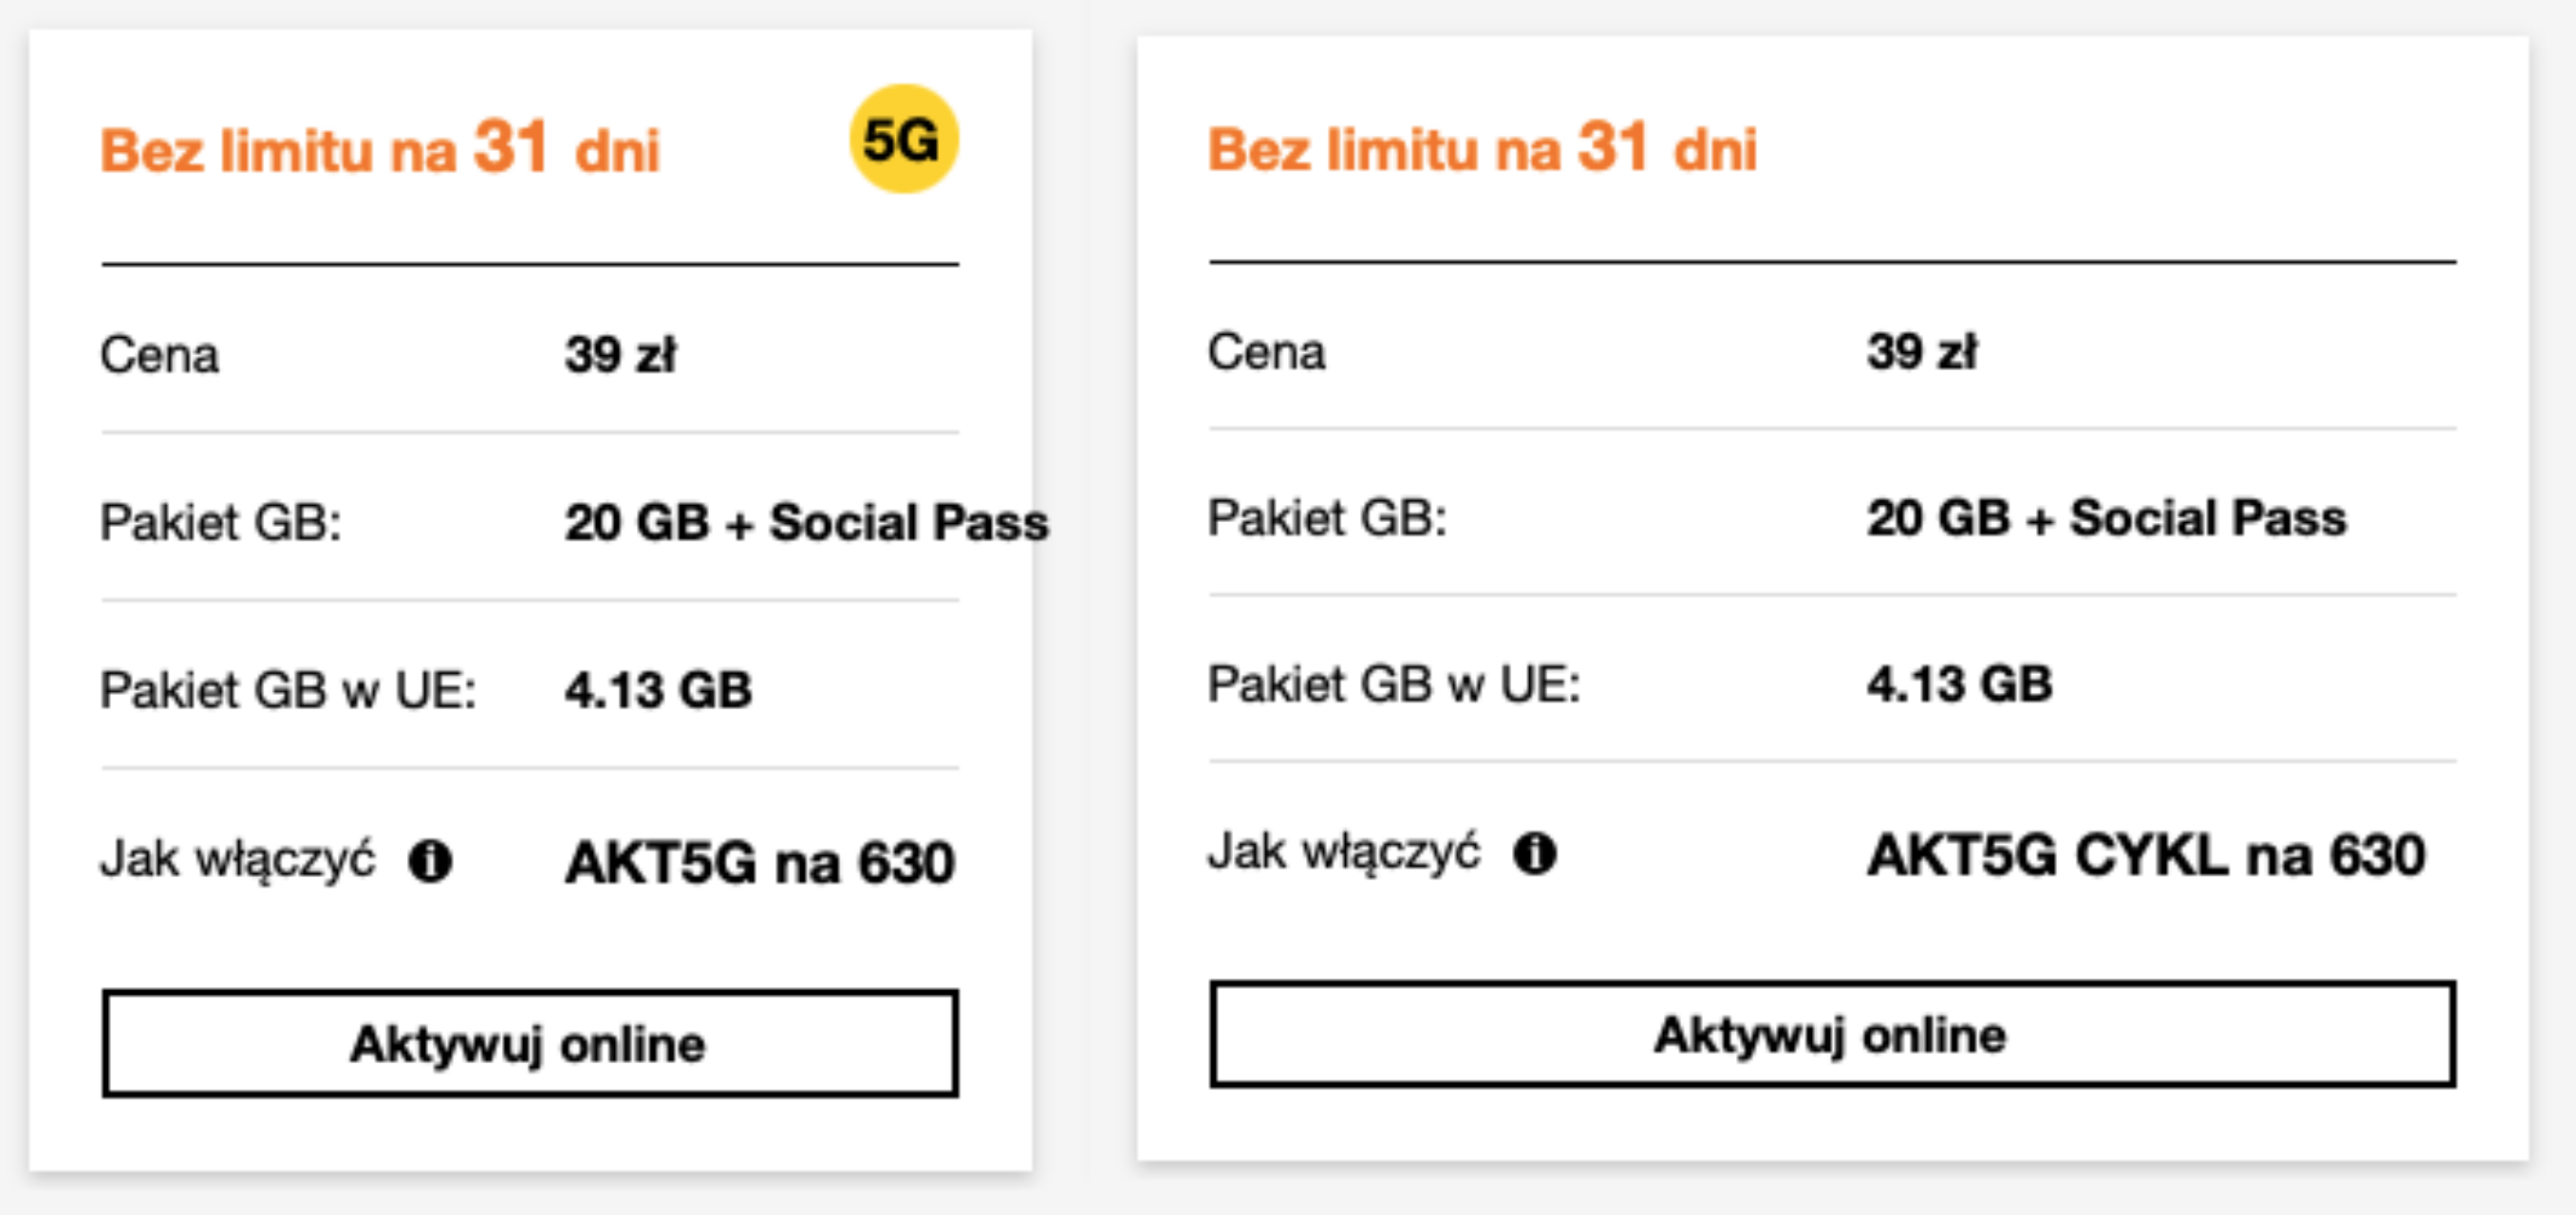 Bez limitu na 31 dni
5G
Cena 39 zł
Pakiet GB: 20 GB + Social Pass
Pakiet GB w UE: 4.13 GB
Jak włączyć i AKT5G na 630
Aktywuj online
Bez limitu na 31 dni
Cena 39 zł
Pakiet GB: 20 GB + Social Pass
Pakiet GB w UE: 4.13 GB
Jak włączyć i AKT5G CYKL na 630
Aktywuj online